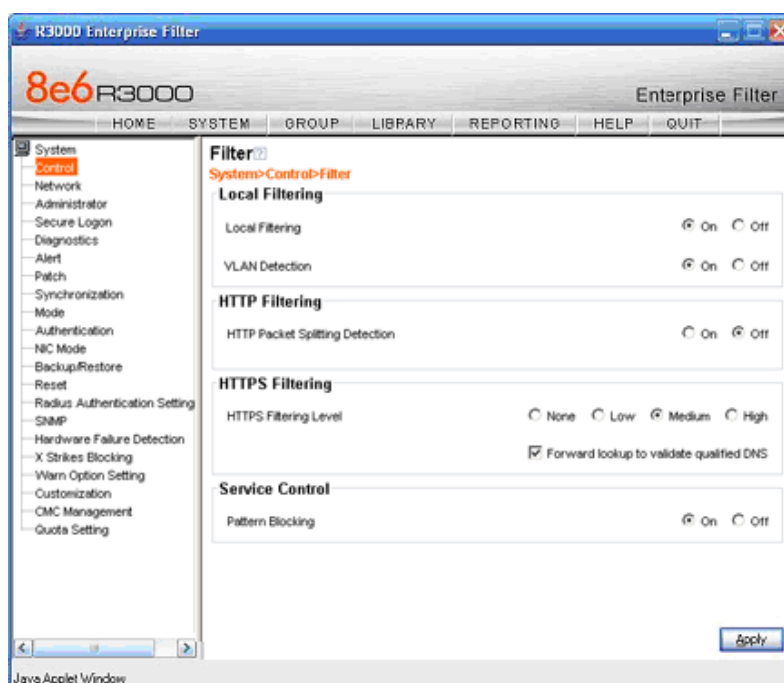 R3000 Enterprise Filter
8e6 R3000
Enterprise Filter
HOME SYSTEM GROUP LIBRARY REPORTING HELP QUIT
System
Control
Network
Administrator
Secure Logon
Diagnostics
Alert
Patch
Synchronization
Mode
Authentication
NIC Mode
Backup/Restore
Reset
Radius Authentication Setting
SNMP
Hardware Failure Detection
X Strikes Blocking
Warn Option Setting
Customization
CMC Management
Quota Setting
Filter
System>Control>Filter
Local Filtering
Local Filtering On Off
VLAN Detection On Off
HTTP Filtering
HTTP Packet Splitting Detection On Off
HTTPS Filtering
HTTPS Filtering Level None Low Medium High
Forward lookup to validate qualified DNS
Service Control
Pattern Blocking On Off
Apply
Java Applet Window